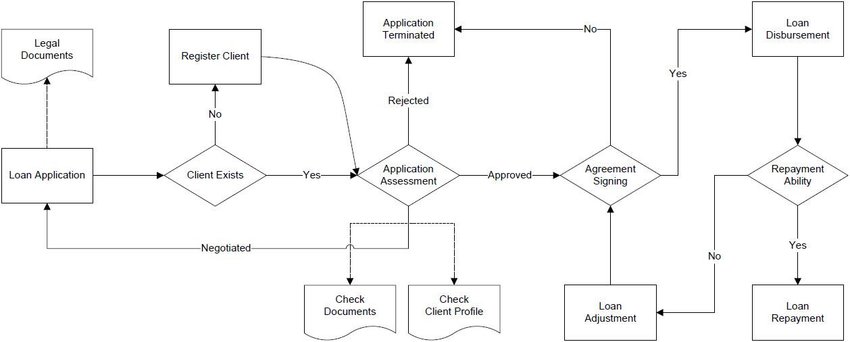 Legal
Documents
Register Client
Application
Terminated
No
Loan
Disbursement
Yes
No
Rejected
Loan Application
Client Exists
Yes
Application
Assessment
Approved
Agreement
Signing
Repayment
Ability
Negotiated
No
Yes
Check
Documents
Check
Client Profile
Loan
Adjustment
Loan
Repayment